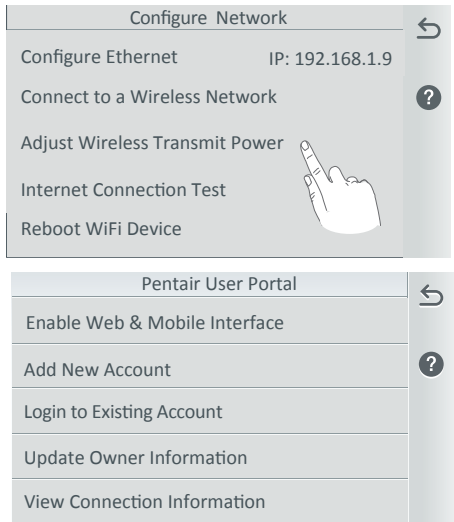 Configure Network
Configure Ethernet IP: 192.168.1.9
Connect to a Wireless Network
?
Adjust Wireless Transmit Power
Internet Connection Test
Reboot WiFi Device
Pentair User Portal
Enable Web & Mobile Interface
Add New Account
?
Login to Existing Account
Update Owner Information
View Connection Information